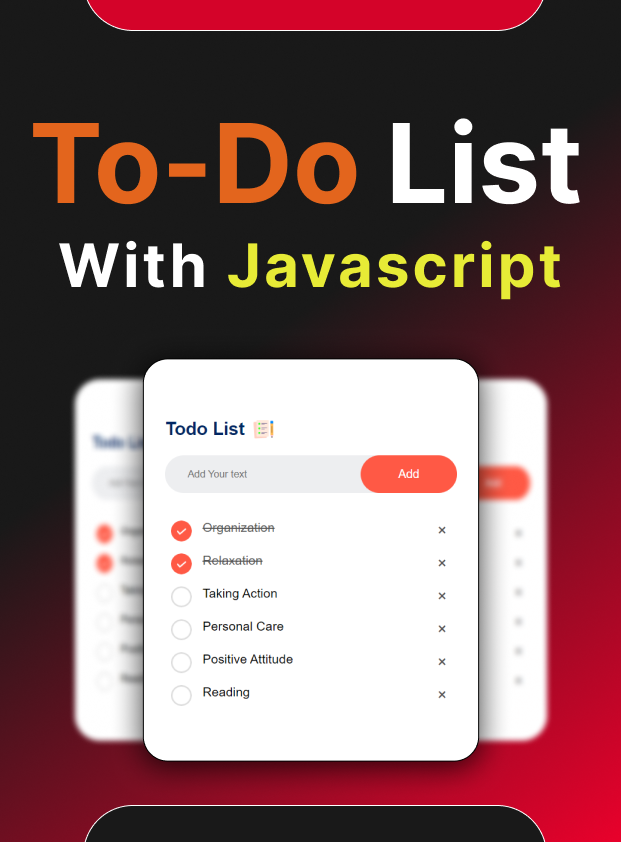 To-Do List
With Javascript
Todo List
Add Your text Add
Organization ×
Relaxation ×
Taking Action ×
Personal Care ×
Positive Attitude ×
Reading ×